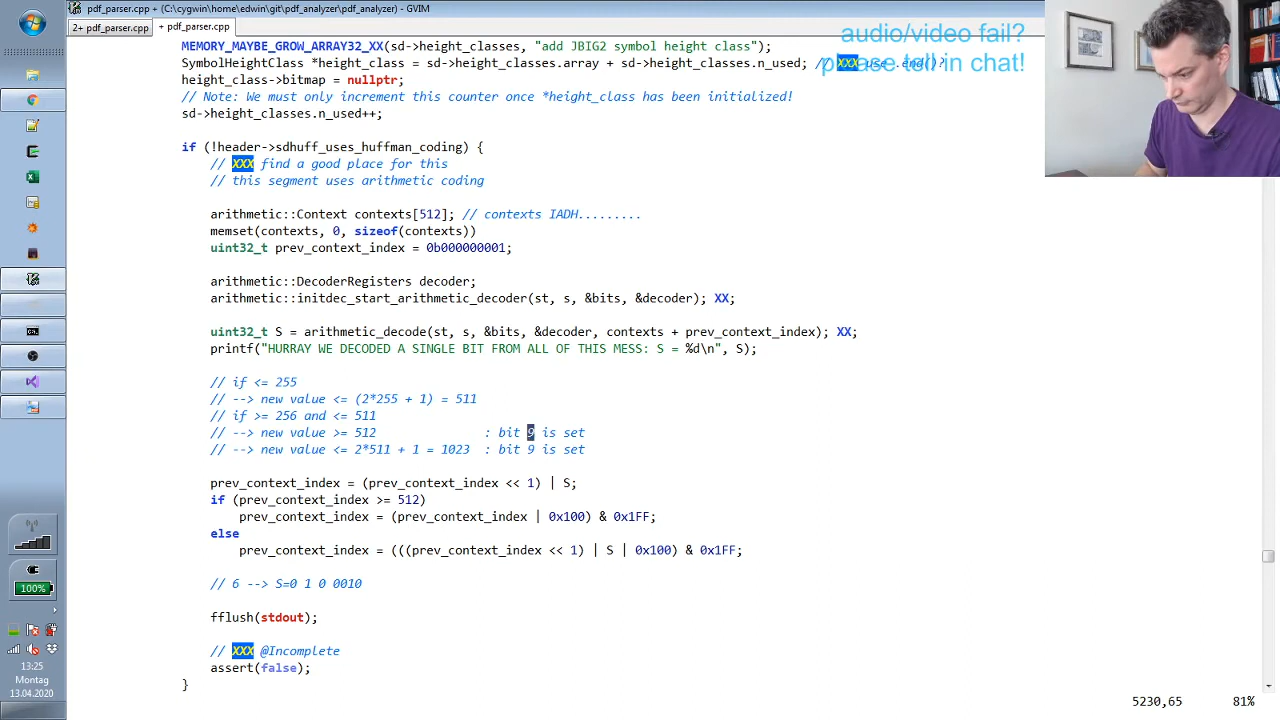 pdf_parser.cpp + (C:\cygwin\home\edwin\git\pdf_analyzer\pdf_analyzer) - GVIM
2+ pdf_parser.cpp
+ pdf_parser.cpp
audio/video fail?
please tell in chat!
MEMORY_MAYBE_GROW_ARRAY32_XX(sd->height_classes, "add JBIG2 symbol height class");
SymbolHeightClass *height_class = sd->height_classes.array + sd->height_classes.n_used; // XXX use .end()?
height_class->bitmap = nullptr;
// Note: We must only increment this counter once *height_class has been initialized!
sd->height_classes.n_used++;
if (!header->sdhuff_uses_huffman_coding) {
// XXX find a good place for this
// this segment uses arithmetic coding
arithmetic::Context contexts[512]; // contexts IADH.........
memset(contexts, 0, sizeof(contexts))
uint32_t prev_context_index = 0b000000001;
arithmetic::DecoderRegisters decoder;
arithmetic::initdec_start_arithmetic_decoder(st, s, &bits, &decoder); XX;
uint32_t S = arithmetic_decode(st, s, &bits, &decoder, contexts + prev_context_index); XX;
printf("HURRAY WE DECODED A SINGLE BIT FROM ALL OF THIS MESS: S = %d\n", S);
// if <= 255
// --> new value <= (2*255 + 1) = 511
// if >= 256 and <= 511
// --> new value >= 512 : bit 9 is set
// --> new value <= 2*511 + 1 = 1023 : bit 9 is set
prev_context_index = (prev_context_index << 1) | S;
if (prev_context_index >= 512)
prev_context_index = (prev_context_index | 0x100) & 0x1FF;
else
prev_context_index = (((prev_context_index << 1) | S | 0x100) & 0x1FF;
// 6 --> S=0 1 0 0010
fflush(stdout);
// XXX @Incomplete
assert(false);
}
5230,65 81%
100%
13:25
Montag
13.04.2020